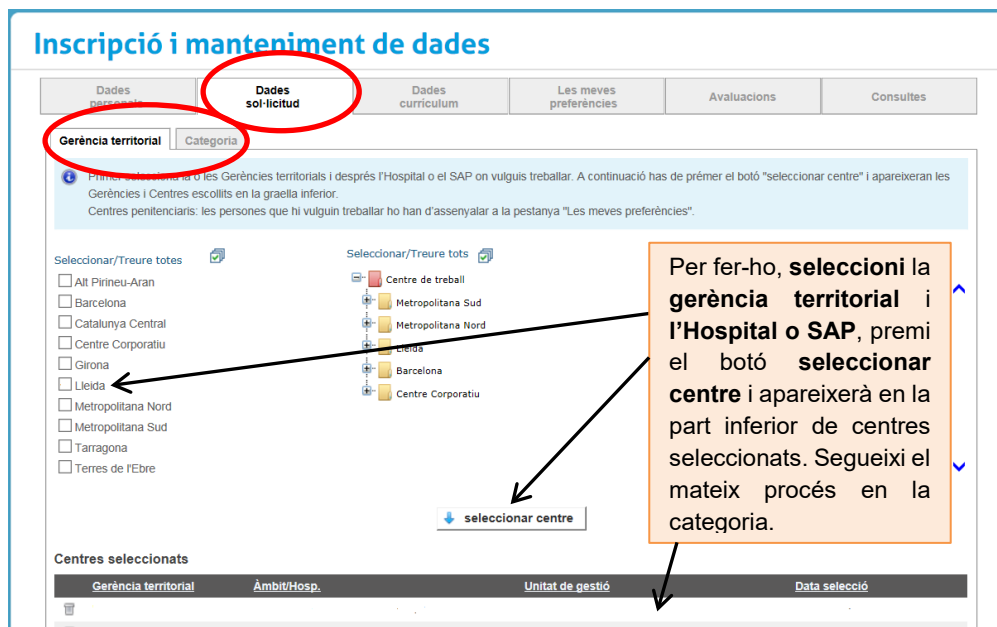 Inscripció i manteniment de dades
Dades personals
Dades sol·licitud
Dades currículum
Les meves preferències
Avaluacions
Consultes
Gerència territorial
Categoria
Primer selecciona la o les Gerències territorials i després l'Hospital o el SAP on vulguis treballar. A continuació has de prémer el botó "seleccionar centre" i apareixeran les
Gerències i Centres escollits en la graella inferior.
Centres penitenciaris: les persones que hi vulguin treballar ho han d'assenyalar a la pestanya "Les meves preferències".
Seleccionar/Treure totes
Alt Pirineu-Aran
Barcelona
Catalunya Central
Centre Corporatiu
Girona
Lleida
Metropolitana Nord
Metropolitana Sud
Tarragona
Terres de l'Ebre
Seleccionar/Treure tots
Centre de treball
Metropolitana Sud
Metropolitana Nord
Lleida
Barcelona
Centre Corporatiu
Per fer-ho, seleccioni la
gerència territorial i
l'Hospital o SAP, premi
el botó seleccionar
centre i apareixerà en la
part inferior de centres
seleccionats. Segueixi el
mateix procés en la
categoria.
seleccionar centre
Centres seleccionats
Gerència territorial
Àmbit/Hosp.
Unitat de gestió
Data selecció